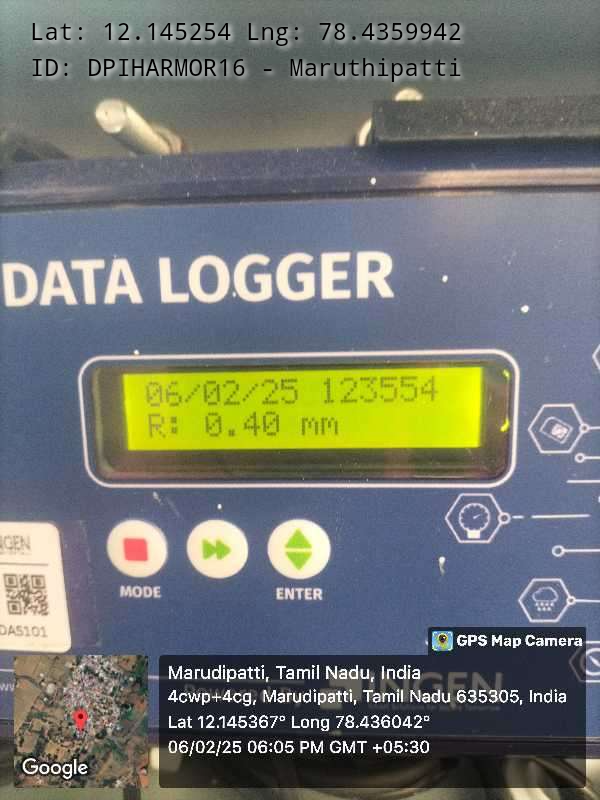 Lat: 12.145254 Lng: 78.4359942
ID: DPIHARMOR16 - Maruthipatti
DATA LOGGER
06/02/25 123554
R: 0.40 mm
MODE
ENTER
DAS101
GPS Map Camera
Marudipatti, Tamil Nadu, India
4cwp+4cg, Marudipatti, Tamil Nadu 635305, India
Lat 12.145367° Long 78.436042°
06/02/25 06:05 PM GMT +05:30
Google